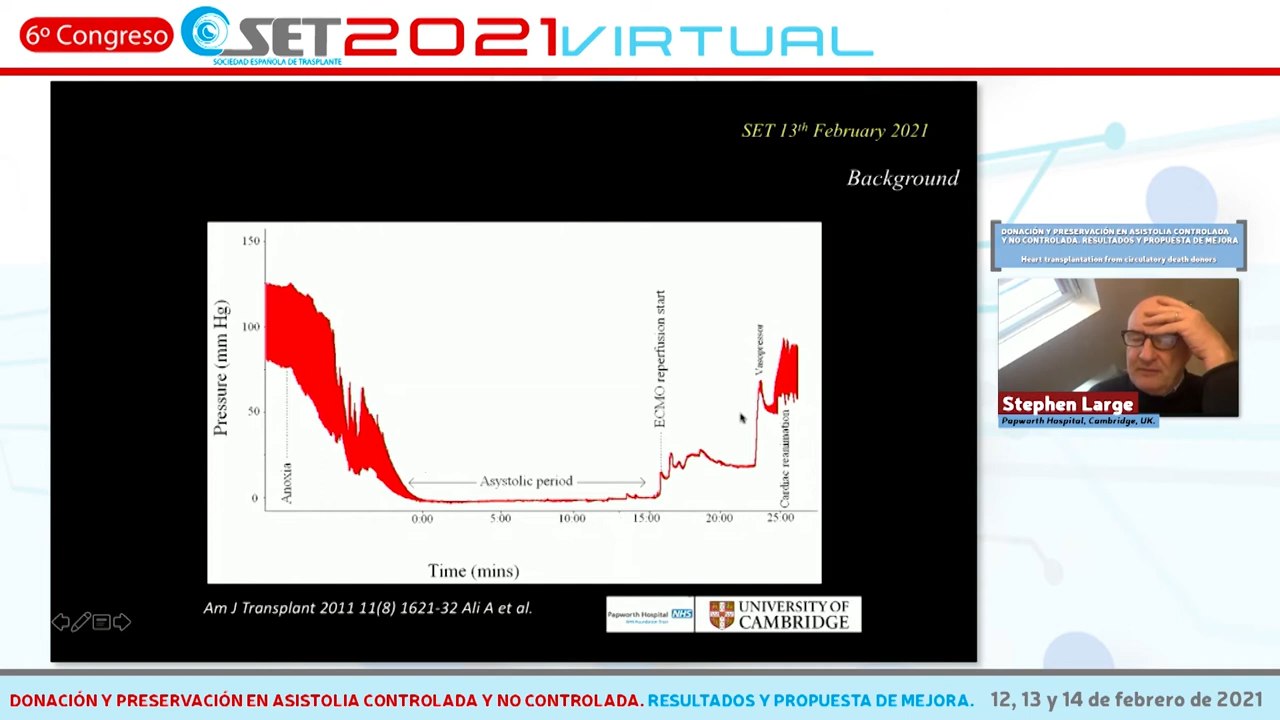 6º Congreso
SET 2021 VIRTUAL
SOCIEDAD ESPAÑOLA DE TRASPLANTE
SET 13th February 2021
Background
150
100
50
0
Pressure (mm Hg)
Anoxia
Asystolic period
ECMO reperfusion start
Vasopressor
Cardiac reanimation
0:00 5:00 10:00 15:00 20:00 25:00
Time (mins)
Am J Transplant 2011 11(8) 1621-32 Ali A et al.
Papworth Hospital NHS
NHS Foundation Trust
UNIVERSITY OF
CAMBRIDGE
DONACIÓN Y PRESERVACIÓN EN ASISTOLIA CONTROLADA
Y NO CONTROLADA. RESULTADOS Y PROPUESTA DE MEJORA
Heart transplantation from circulatory death donors
Stephen Large
Papworth Hospital, Cambridge, UK.
DONACIÓN Y PRESERVACIÓN EN ASISTOLIA CONTROLADA Y NO CONTROLADA. RESULTADOS Y PROPUESTA DE MEJORA. 12, 13 y 14 de febrero de 2021